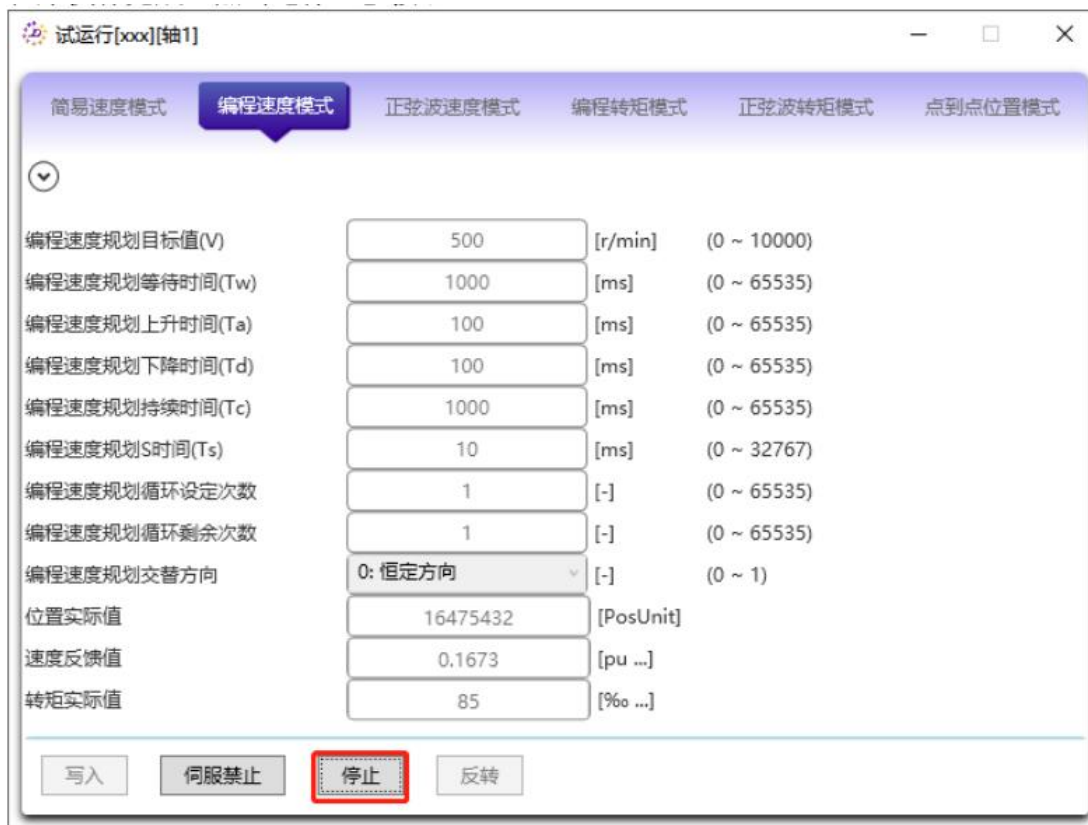 试运行[xxx][轴1]
简易速度模式 编程速度模式 正弦波速度模式 编程转矩模式 正弦波转矩模式 点到点位置模式
编程速度规划目标值(V) 500 [r/min] (0 ~ 10000)
编程速度规划等待时间(Tw) 1000 [ms] (0 ~ 65535)
编程速度规划上升时间(Ta) 100 [ms] (0 ~ 65535)
编程速度规划下降时间(Td) 100 [ms] (0 ~ 65535)
编程速度规划持续时间(Tc) 1000 [ms] (0 ~ 65535)
编程速度规划S时间(Ts) 10 [ms] (0 ~ 32767)
编程速度规划循环设定次数 1 [-] (0 ~ 65535)
编程速度规划循环剩余次数 1 [-] (0 ~ 65535)
编程速度规划交替方向 0: 恒定方向 [-] (0 ~ 1)
位置实际值 16475432 [PosUnit]
速度反馈值 0.1673 [pu ...]
转矩实际值 85 [‰ ...]
写入 伺服禁止 停止 反转